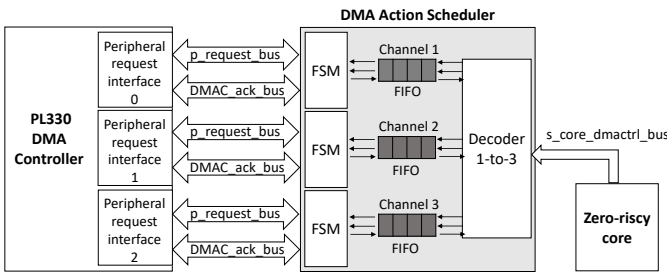 DMA Action Scheduler
PL330
DMA
Controller
Peripheral
request
interface
0
p_request_bus
DMAC_ack_bus
FSM
Channel 1
FIFO
Peripheral
request
interface
1
p_request_bus
DMAC_ack_bus
FSM
Channel 2
FIFO
Peripheral
request
interface
2
p_request_bus
DMAC_ack_bus
FSM
Channel 3
FIFO
Decoder
1-to-3
s_core_dmactrl_bus
Zero-riscy
core